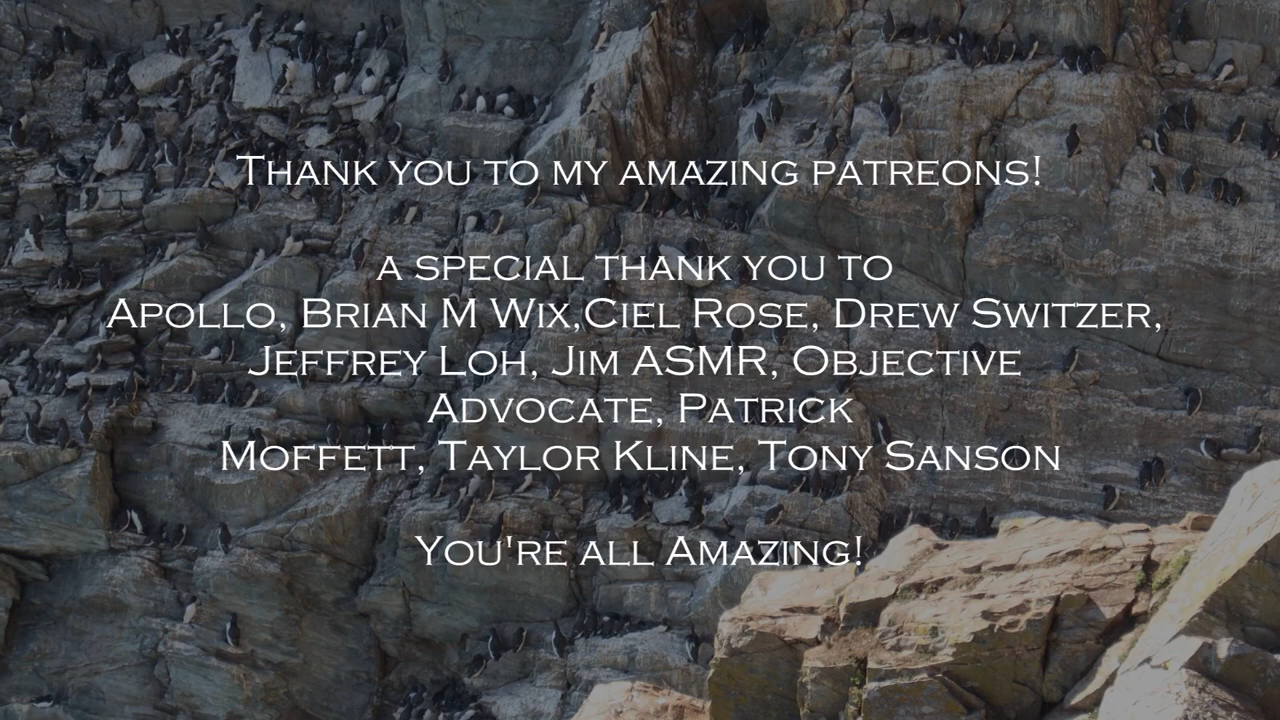 Thank you to my amazing patreons!
a special thank you to
Apollo, Brian M Wix,Ciel Rose, Drew Switzer,
Jeffrey Loh, Jim ASMR, Objective
Advocate, Patrick
Moffett, Taylor Kline, Tony Sanson
You're all Amazing!